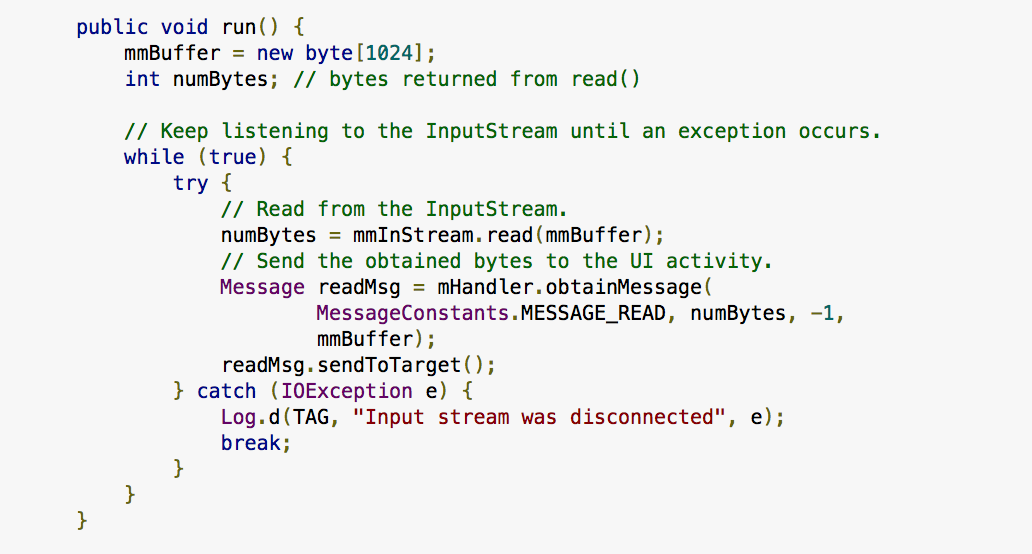 public void run() {
mmBuffer = new byte[1024];
int numBytes; // bytes returned from read()
// Keep listening to the InputStream until an exception occurs.
while (true) {
try {
// Read from the InputStream.
numBytes = mmInStream.read(mmBuffer);
// Send the obtained bytes to the UI activity.
Message readMsg = mHandler.obtainMessage(
MessageConstants.MESSAGE_READ, numBytes, -1,
mmBuffer);
readMsg.sendToTarget();
} catch (IOException e) {
Log.d(TAG, "Input stream was disconnected", e);
break;
}
}
}